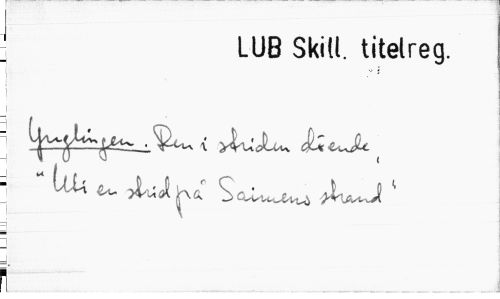 LUB Skill. titelreg.
Ynglingen. Den i striden döende,
"Uti en strid på Saimens strand"